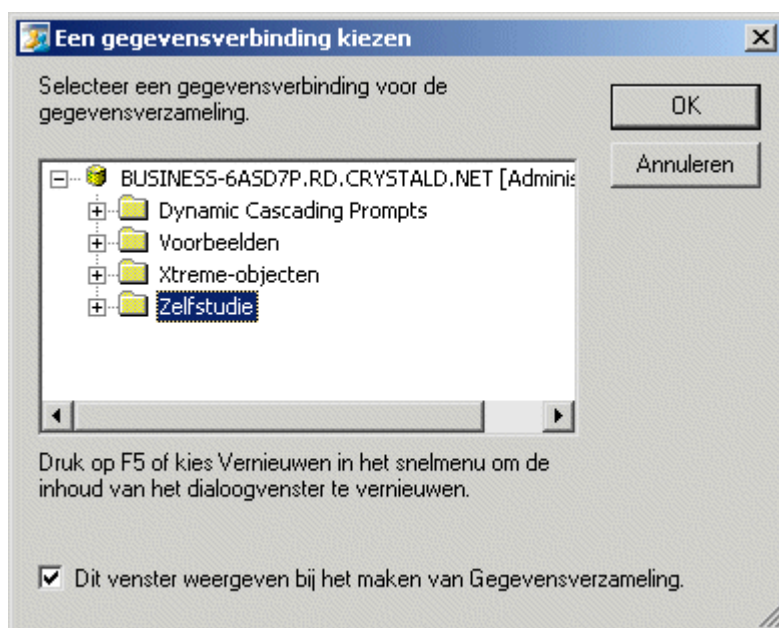 Een gegevensverbinding kiezen
Selecteer een gegevensverbinding voor de
gegevensverzameling.
OK
Annuleren
BUSINESS-6ASD7P.RD.CRYSTALD.NET [Adminis
Dynamic Cascading Prompts
Voorbeelden
Xtreme-objecten
Zelfstudie
Druk op F5 of kies Vernieuwen in het snelmenu om de
inhoud van het dialoogvenster te vernieuwen.
Dit venster weergeven bij het maken van Gegevensverzameling.